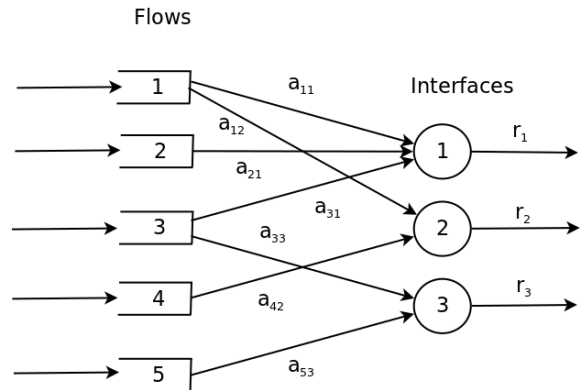 Flows
Interfaces
1
2
3
4
5
a₁₁
a₁₂
a₂₁
a₃₁
a₃₃
a₄₂
a₅₃
1
2
3
r₁
r₂
r₃